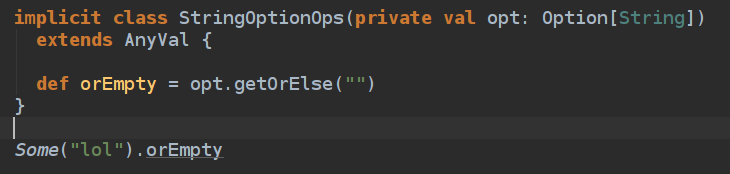 implicit class StringOptionOps(private val opt: Option[String])
  extends AnyVal {
  def orEmpty = opt.getOrElse("")
}
Some("lol").orEmpty